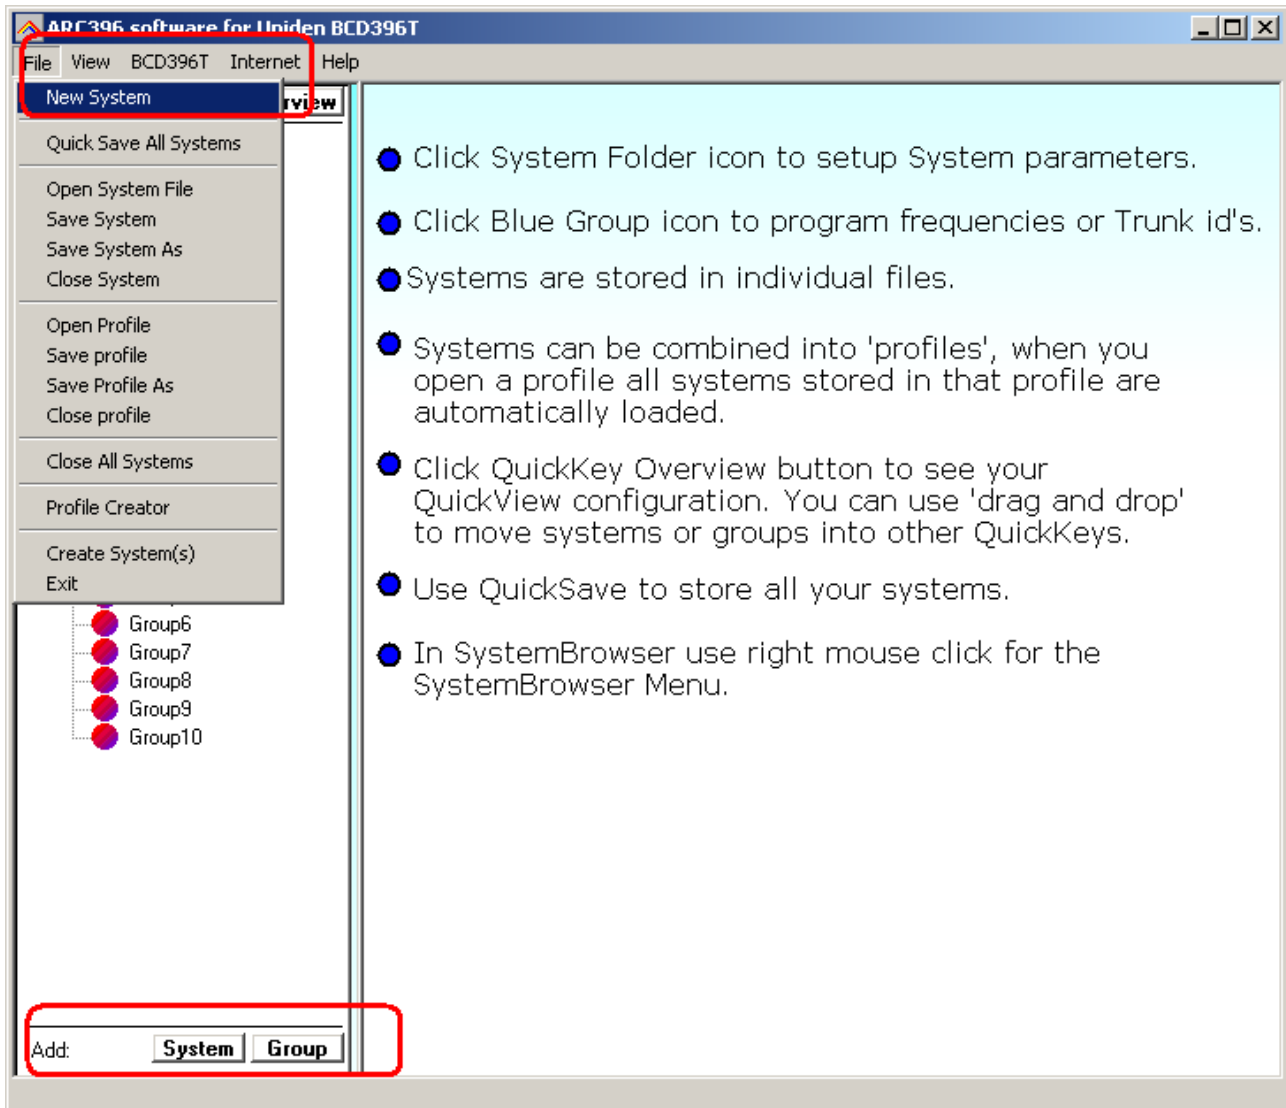 ARC396 software for Uniden BCD396T
File View BCD396T Internet Help
New System
Quick Save All Systems
Open System File
Save System
Save System As
Close System
Open Profile
Save profile
Save Profile As
Close profile
Close All Systems
Profile Creator
Create System(s)
Exit
Group6
Group7
Group8
Group9
Group10
Add: System Group
Click System Folder icon to setup System parameters.
Click Blue Group icon to program frequencies or Trunk id's.
Systems are stored in individual files.
Systems can be combined into 'profiles', when you
open a profile all systems stored in that profile are
automatically loaded.
Click QuickKey Overview button to see your
QuickView configuration. You can use 'drag and drop'
to move systems or groups into other QuickKeys.
Use QuickSave to store all your systems.
In SystemBrowser use right mouse click for the
SystemBrowser Menu.